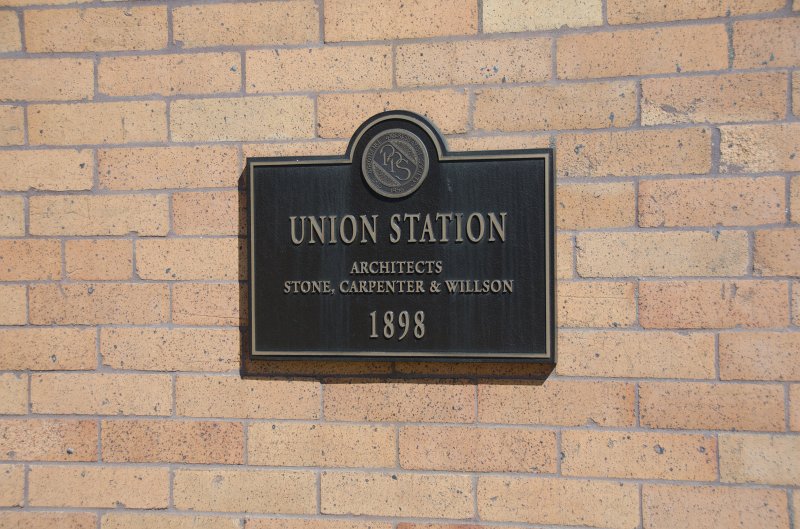 UNION STATION
ARCHITECTS
STONE, CARPENTER & WILLSON
1898